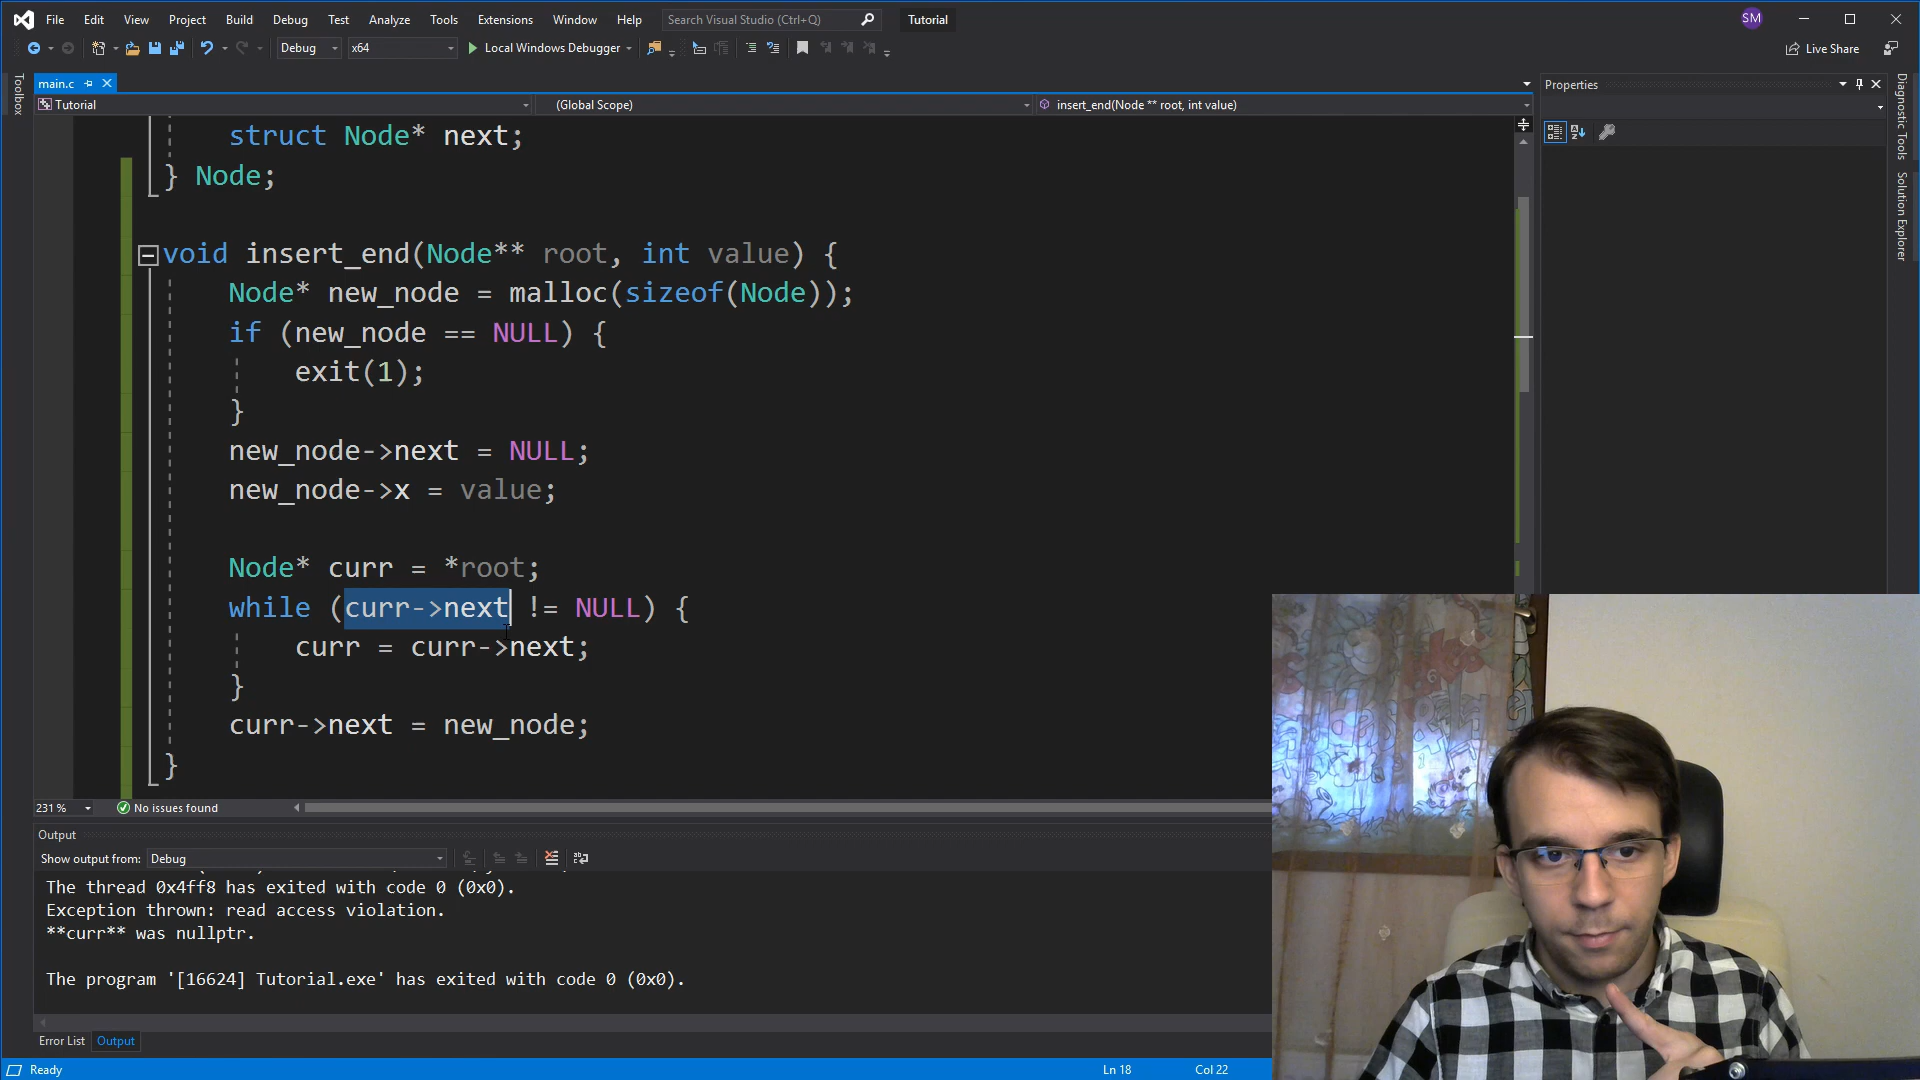 File Edit View Project Build Debug Test Analyze Tools Extensions Window Help Search Visual Studio (Ctrl+Q) Tutorial SM
Debug x64 Local Windows Debugger Live Share
Toolbox
main.c
Tutorial (Global Scope) insert_end(Node ** root, int value)
struct Node* next;
} Node;
void insert_end(Node** root, int value) {
Node* new_node = malloc(sizeof(Node));
if (new_node == NULL) {
exit(1);
}
new_node->next = NULL;
new_node->x = value;
Node* curr = *root;
while (curr->next != NULL) {
curr = curr->next;
}
curr->next = new_node;
}
231 % No issues found
Output
Show output from: Debug
The thread 0x4ff8 has exited with code 0 (0x0).
Exception thrown: read access violation.
**curr** was nullptr.
The program '[16624] Tutorial.exe' has exited with code 0 (0x0).
Error List Output
Ready Ln 18 Col 22
Properties
Diagnostic Tools
Solution Explorer